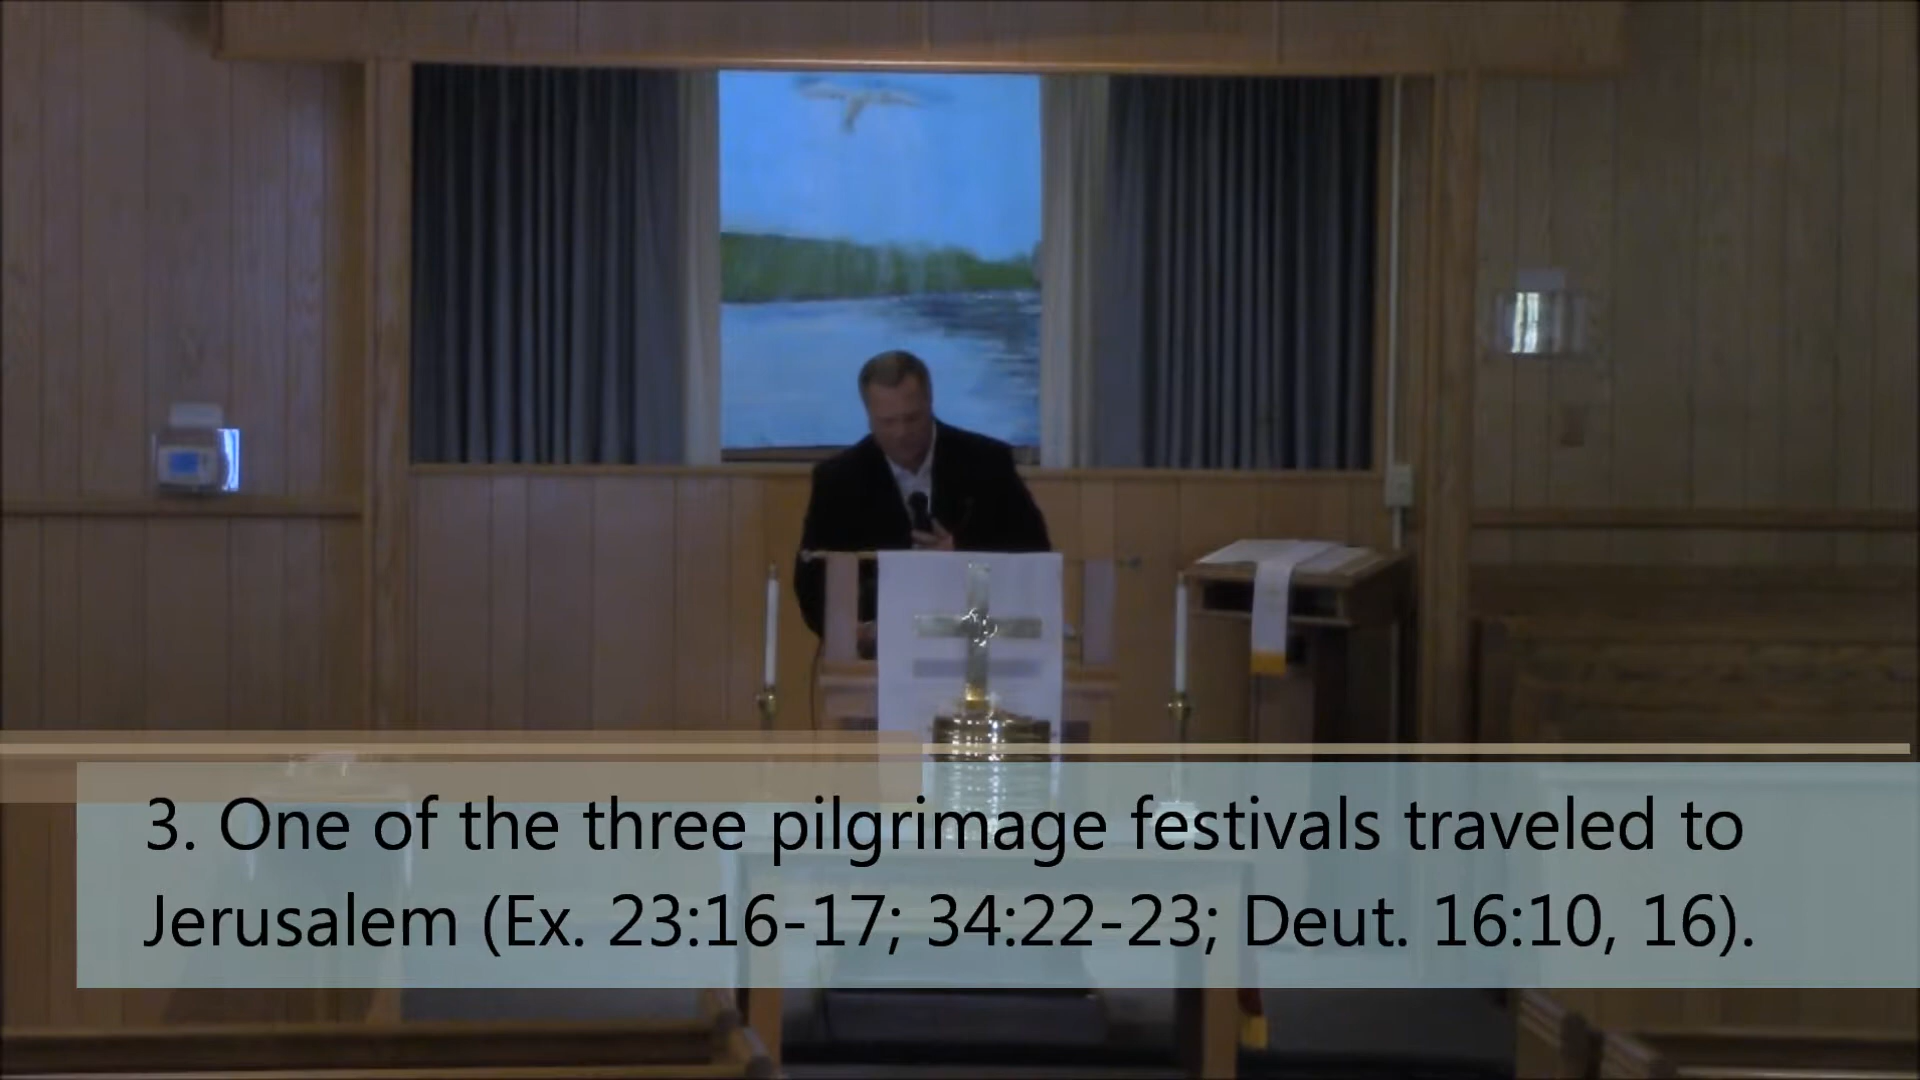 3. One of the three pilgrimage festivals traveled to
Jerusalem (Ex. 23:16-17; 34:22-23; Deut. 16:10, 16).